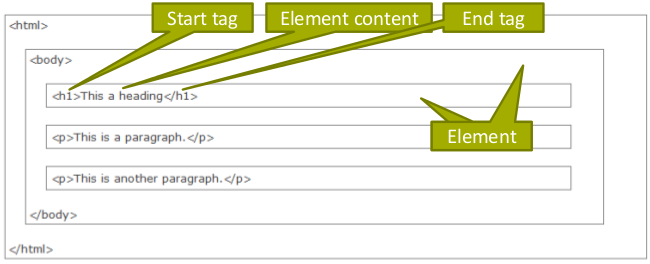 Start tag
Element content
End tag
<html>
<body>
<h1>This a heading</h1>
Element
<p>This is a paragraph.</p>
<p>This is another paragraph.</p>
</body>
</html>